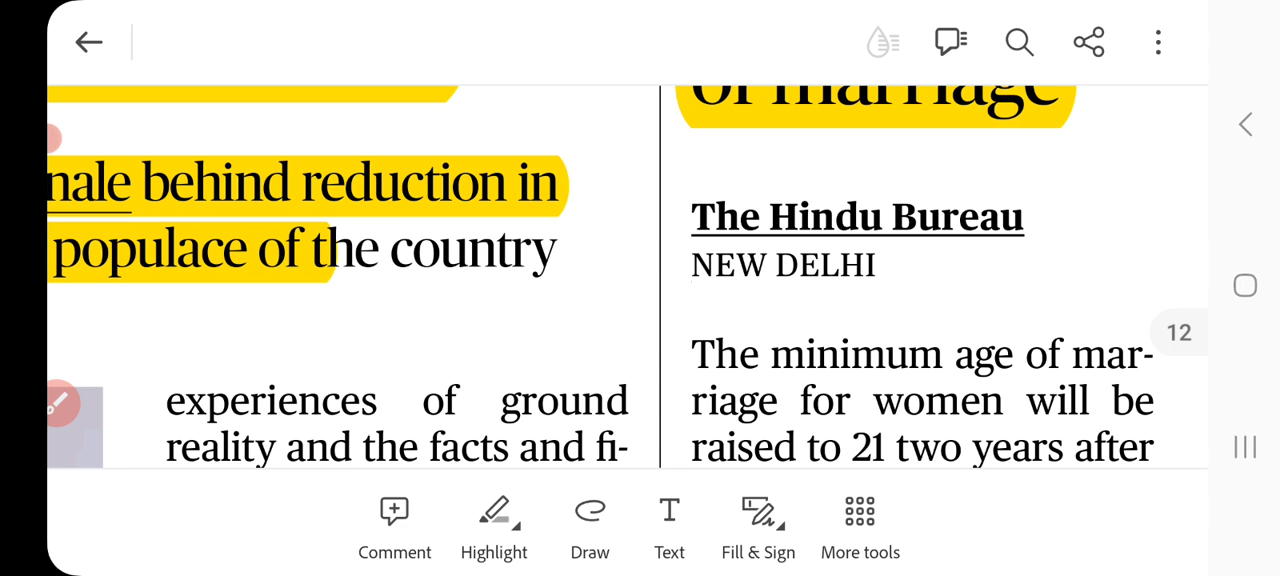 nale behind reduction in
populace of the country
experiences of ground
reality and the facts and fi-
of marriage
The Hindu Bureau
NEW DELHI
The minimum age of mar-
riage for women will be
raised to 21 two years after
12
Comment
Highlight
Draw
Text
Fill & Sign
More tools